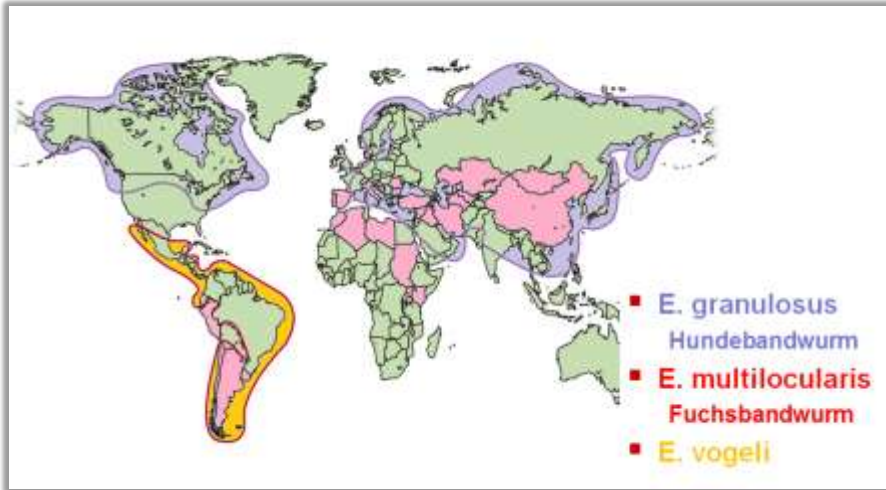 E. granulosus
Hundebandwurm
E. multilocularis
Fuchsbandwurm
E. vogeli